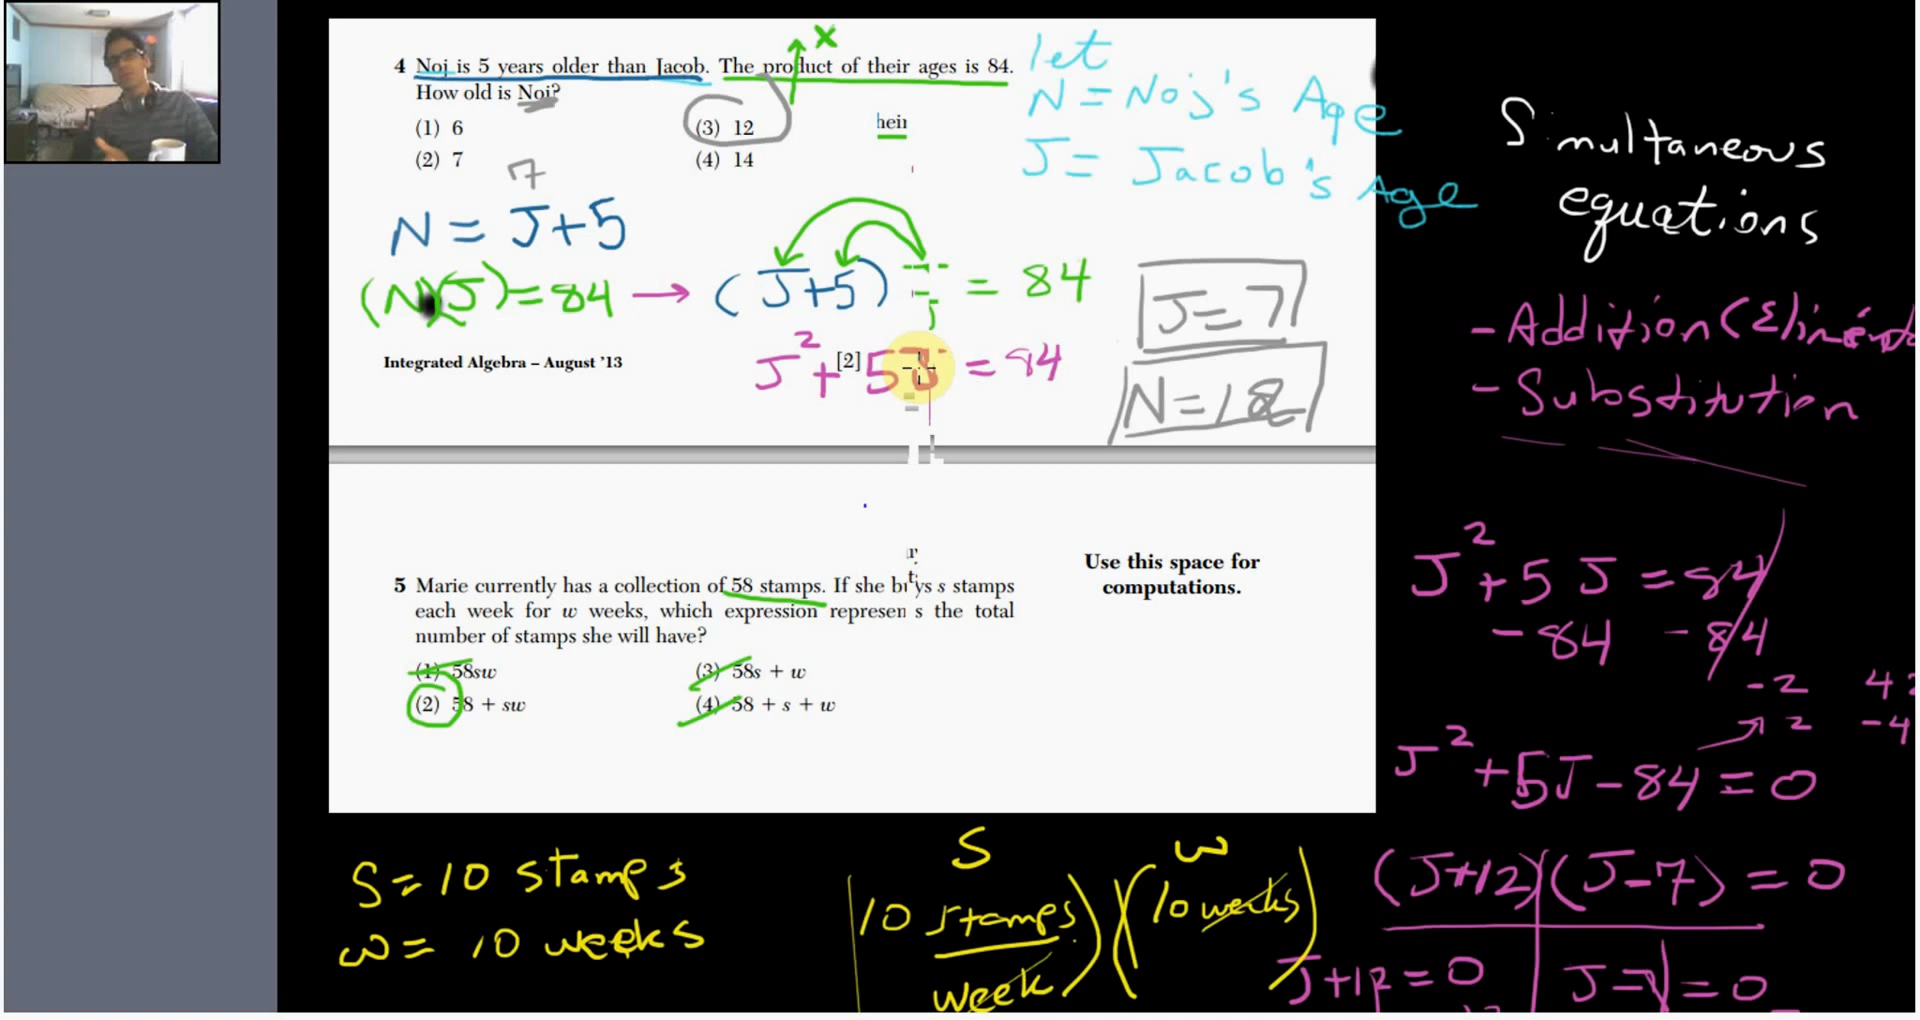 4 Noj is 5 years older than Jacob. The product of their ages is 84.
How old is Noj?
(1) 6
(2) 7
(3) 12
(4) 14
x
heir
let
N = Noj's Age
J = Jacob's Age
7
N = J+5
(N)(J) = 84 → (J+5) J = 84
J² + 5J = 84
J = 7
N = 12
Integrated Algebra – August '13
[2]
Simultaneous
equations
- Addition (Elimin
- Substitution
J² + 5J = 84
- 84 - 84
-2
2 -4
J² + 5J - 84 = 0
(J+12)(J-7) = 0
J+12 = 0
J-7 = 0
5 Marie currently has a collection of 58 stamps. If she buys s stamps
each week for w weeks, which expression represen s the total
number of stamps she will have?
(1) 58sw
(2) 58 + sw
(3) 58s + w
(4) 58 + s + w
Use this space for
computations.
S = 10 stamps
w = 10 weeks
S
w
(10 stamps/week)(10 weeks)